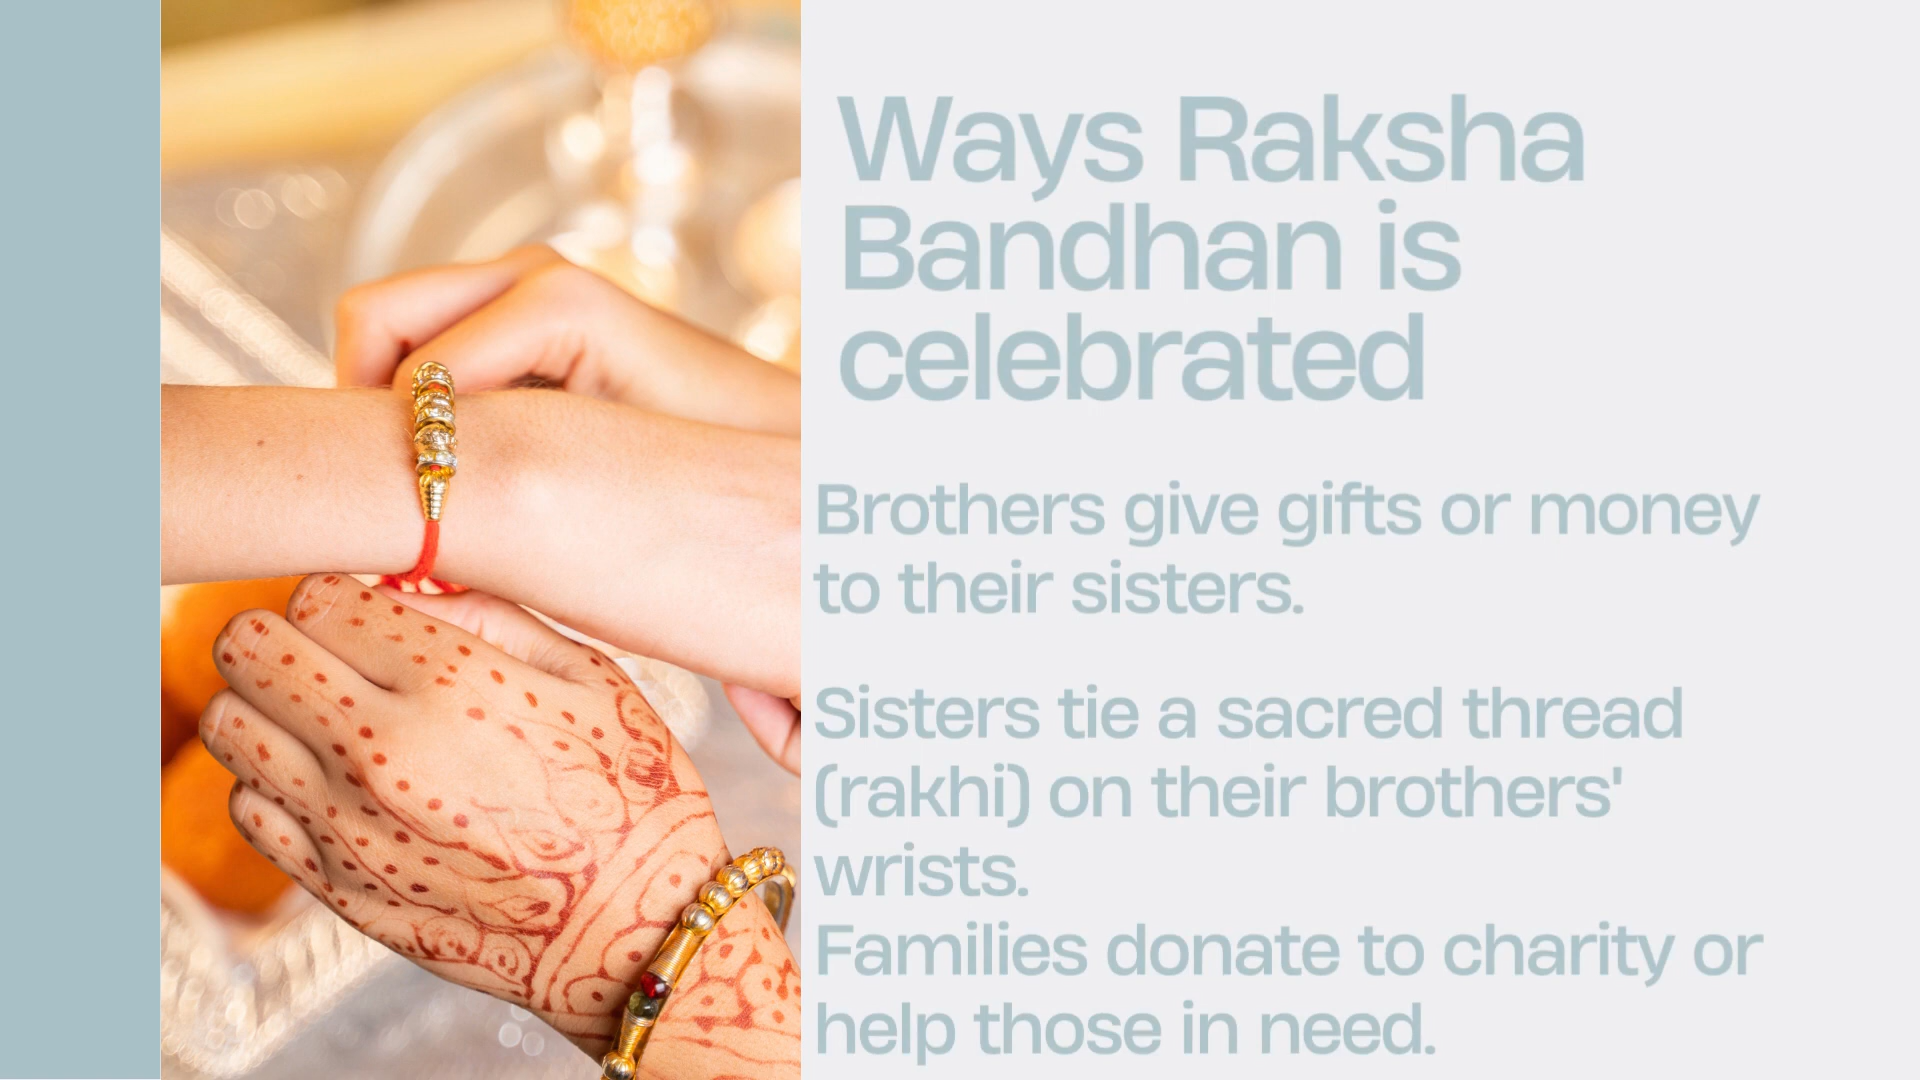 Ways Raksha
Bandhan is
celebrated
Brothers give gifts or money
to their sisters.
Sisters tie a sacred thread
(rakhi) on their brothers'
wrists.
Families donate to charity or
help those in need.